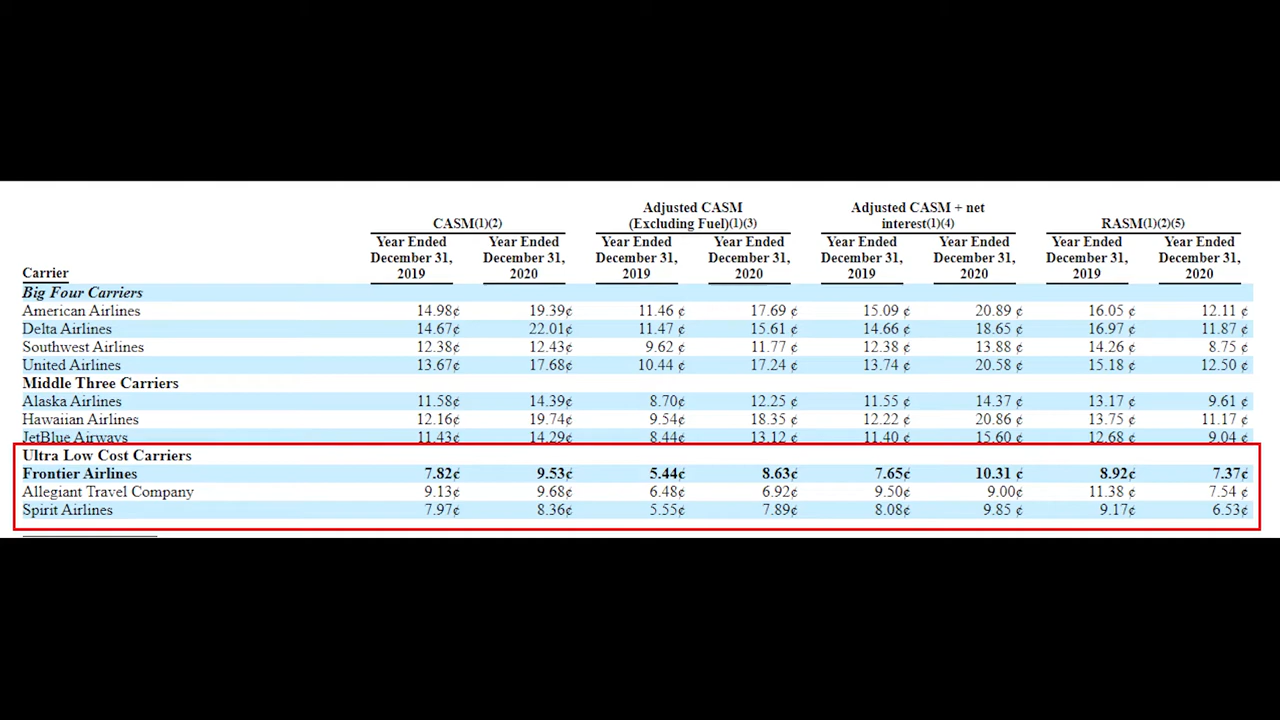 Adjusted CASM Adjusted CASM + net
CASM(1)(2) (Excluding Fuel)(1)(3) interest(1)(4) RASM(1)(2)(5)
Year Ended Year Ended Year Ended Year Ended Year Ended Year Ended Year Ended Year Ended
December 31, December 31, December 31, December 31, December 31, December 31, December 31, December 31,
Carrier 2019 2020 2019 2020 2019 2020 2019 2020
Big Four Carriers
American Airlines 14.98¢ 19.39¢ 11.46 ¢ 17.69 ¢ 15.09 ¢ 20.89 ¢ 16.05 ¢ 12.11 ¢
Delta Airlines 14.67¢ 22.01¢ 11.47 ¢ 15.61 ¢ 14.66 ¢ 18.65 ¢ 16.97 ¢ 11.87 ¢
Southwest Airlines 12.38¢ 12.43¢ 9.62 ¢ 11.77 ¢ 12.38 ¢ 13.88 ¢ 14.26 ¢ 8.75 ¢
United Airlines 13.67¢ 17.68¢ 10.44 ¢ 17.24 ¢ 13.74 ¢ 20.58 ¢ 15.18 ¢ 12.50 ¢
Middle Three Carriers
Alaska Airlines 11.58¢ 14.39¢ 8.70¢ 12.25 ¢ 11.55 ¢ 14.37 ¢ 13.17 ¢ 9.61 ¢
Hawaiian Airlines 12.16¢ 19.74¢ 9.54¢ 18.35 ¢ 12.22 ¢ 20.86 ¢ 13.75 ¢ 11.17 ¢
JetBlue Airways 11.43¢ 14.29¢ 8.44¢ 13.12 ¢ 11.40 ¢ 15.60 ¢ 12.68 ¢ 9.04 ¢
Ultra Low Cost Carriers
Frontier Airlines 7.82¢ 9.53¢ 5.44¢ 8.63¢ 7.65¢ 10.31 ¢ 8.92¢ 7.37¢
Allegiant Travel Company 9.13¢ 9.68¢ 6.48¢ 6.92¢ 9.50¢ 9.00¢ 11.38 ¢ 7.54 ¢
Spirit Airlines 7.97¢ 8.36¢ 5.55¢ 7.89¢ 8.08¢ 9.85 ¢ 9.17¢ 6.53¢